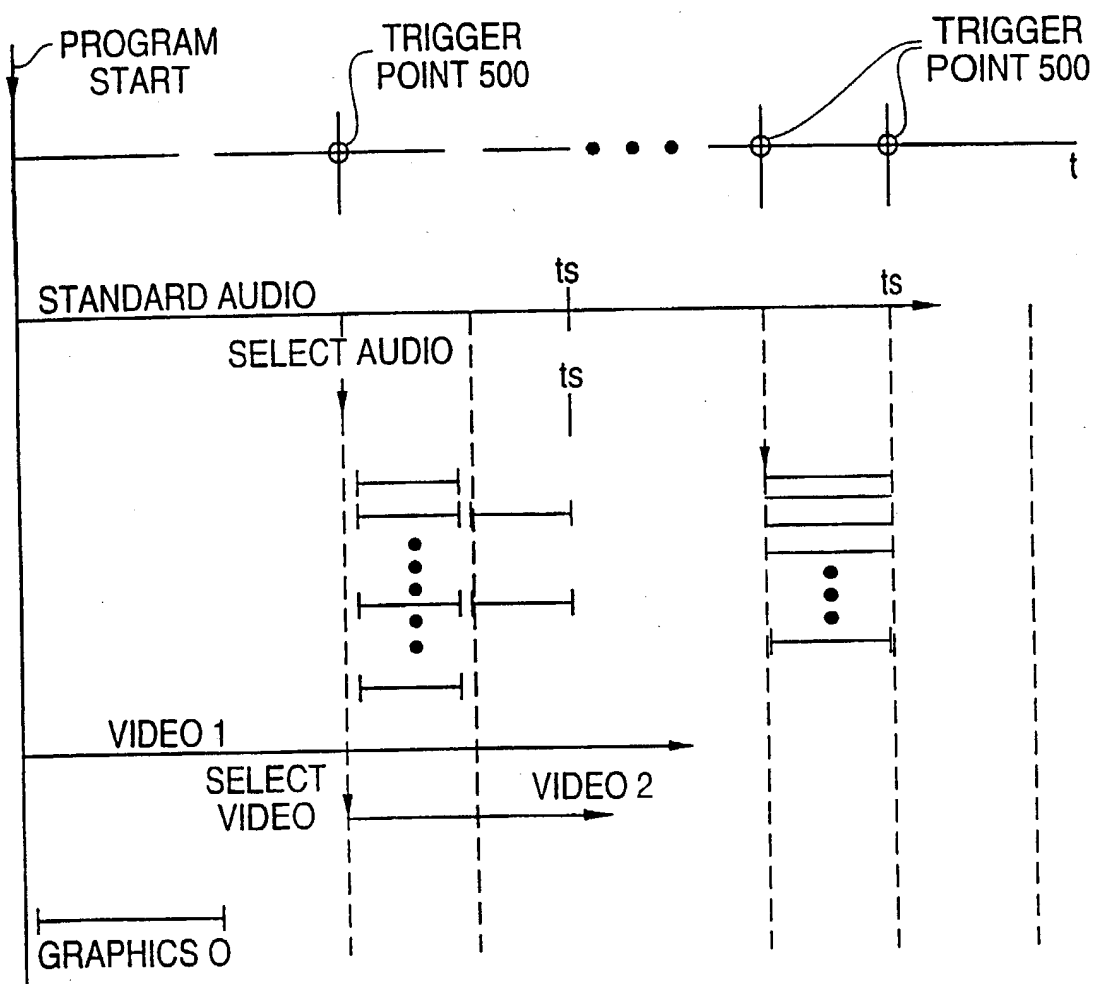 PROGRAM
START
TRIGGER
POINT 500
TRIGGER
POINT 500
t
STANDARD AUDIO
ts
ts
SELECT AUDIO
ts
VIDEO 1
SELECT
VIDEO
VIDEO 2
GRAPHICS O